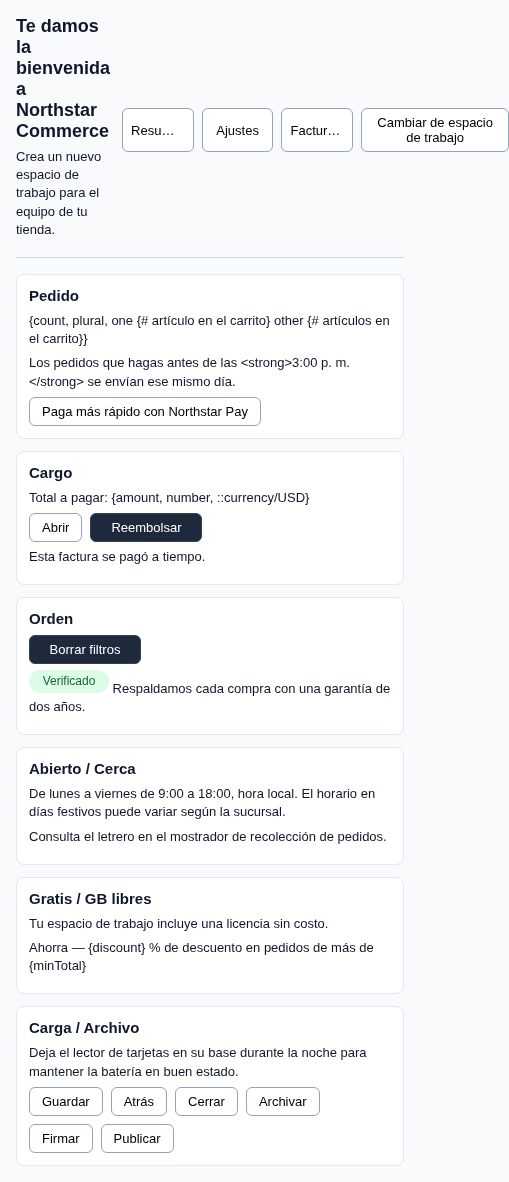 Te damos
la
bienvenida
a
Northstar
Commerce
Crea un nuevo
espacio de
trabajo para el
equipo de tu
tienda.
Resu…
Ajustes
Factur…
Cambiar de espacio
de trabajo
Pedido
{count, plural, one {# artículo en el carrito} other {# artículos en
el carrito}}
Los pedidos que hagas antes de las <strong>3:00 p. m.
</strong> se envían ese mismo día.
Paga más rápido con Northstar Pay
Cargo
Total a pagar: {amount, number, ::currency/USD}
Abrir
Reembolsar
Esta factura se pagó a tiempo.
Orden
Borrar filtros
Verificado Respaldamos cada compra con una garantía de
dos años.
Abierto / Cerca
De lunes a viernes de 9:00 a 18:00, hora local. El horario en
días festivos puede variar según la sucursal.
Consulta el letrero en el mostrador de recolección de pedidos.
Gratis / GB libres
Tu espacio de trabajo incluye una licencia sin costo.
Ahorra — {discount} % de descuento en pedidos de más de
{minTotal}
Carga / Archivo
Deja el lector de tarjetas en su base durante la noche para
mantener la batería en buen estado.
Guardar
Atrás
Cerrar
Archivar
Firmar
Publicar